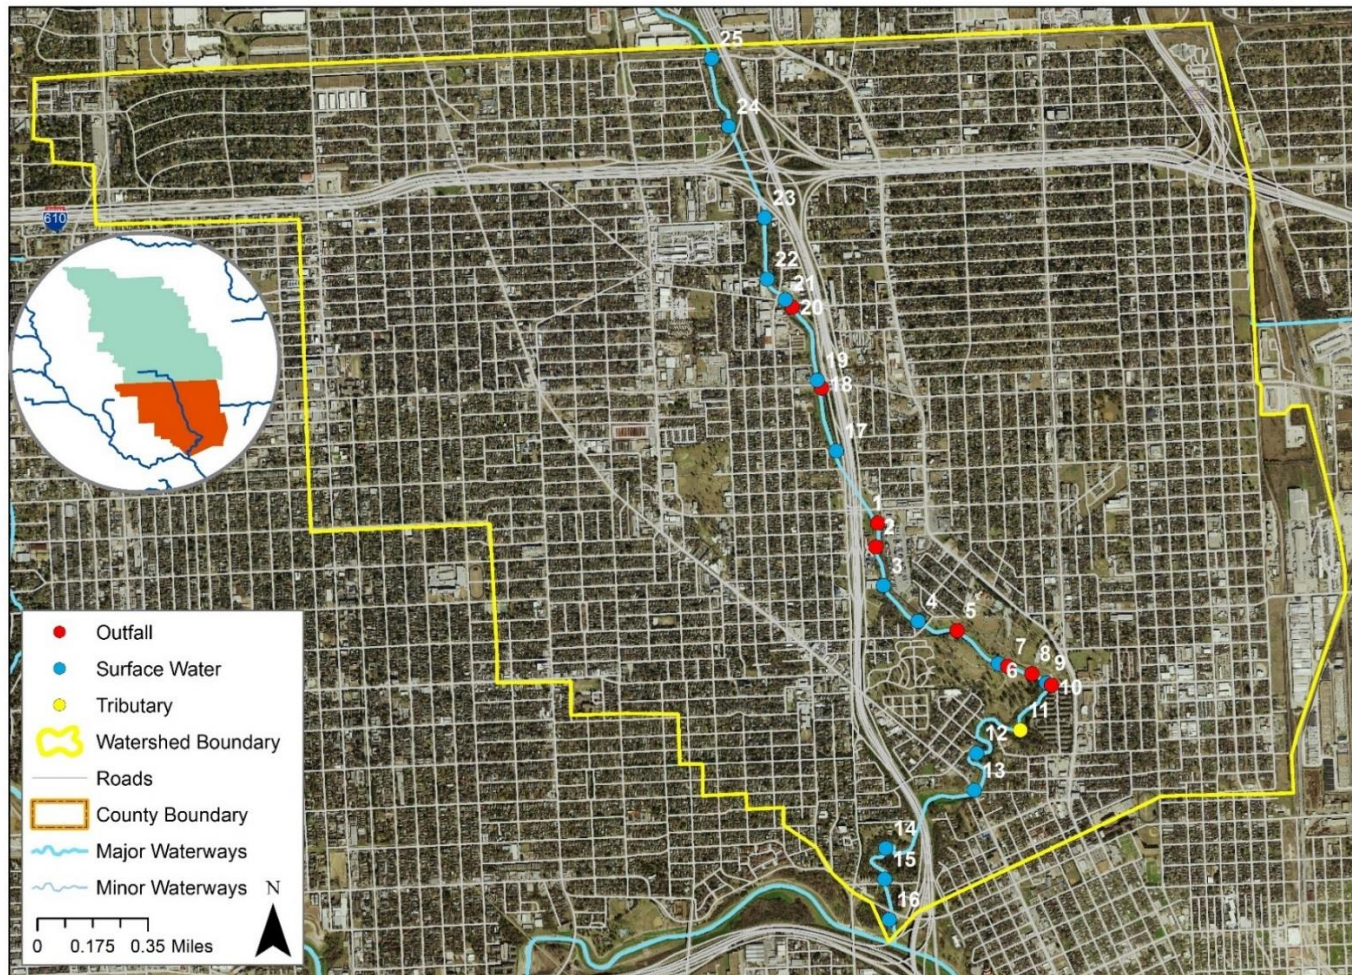 25
24
23
610
22
21
20
19
18
17
1
2
3
4
5
7
6
8
9
10
11
12
13
14
15
16
Outfall
Surface Water
Tributary
Watershed Boundary
Roads
County Boundary
Major Waterways
Minor Waterways
N
0 0.175 0.35 Miles